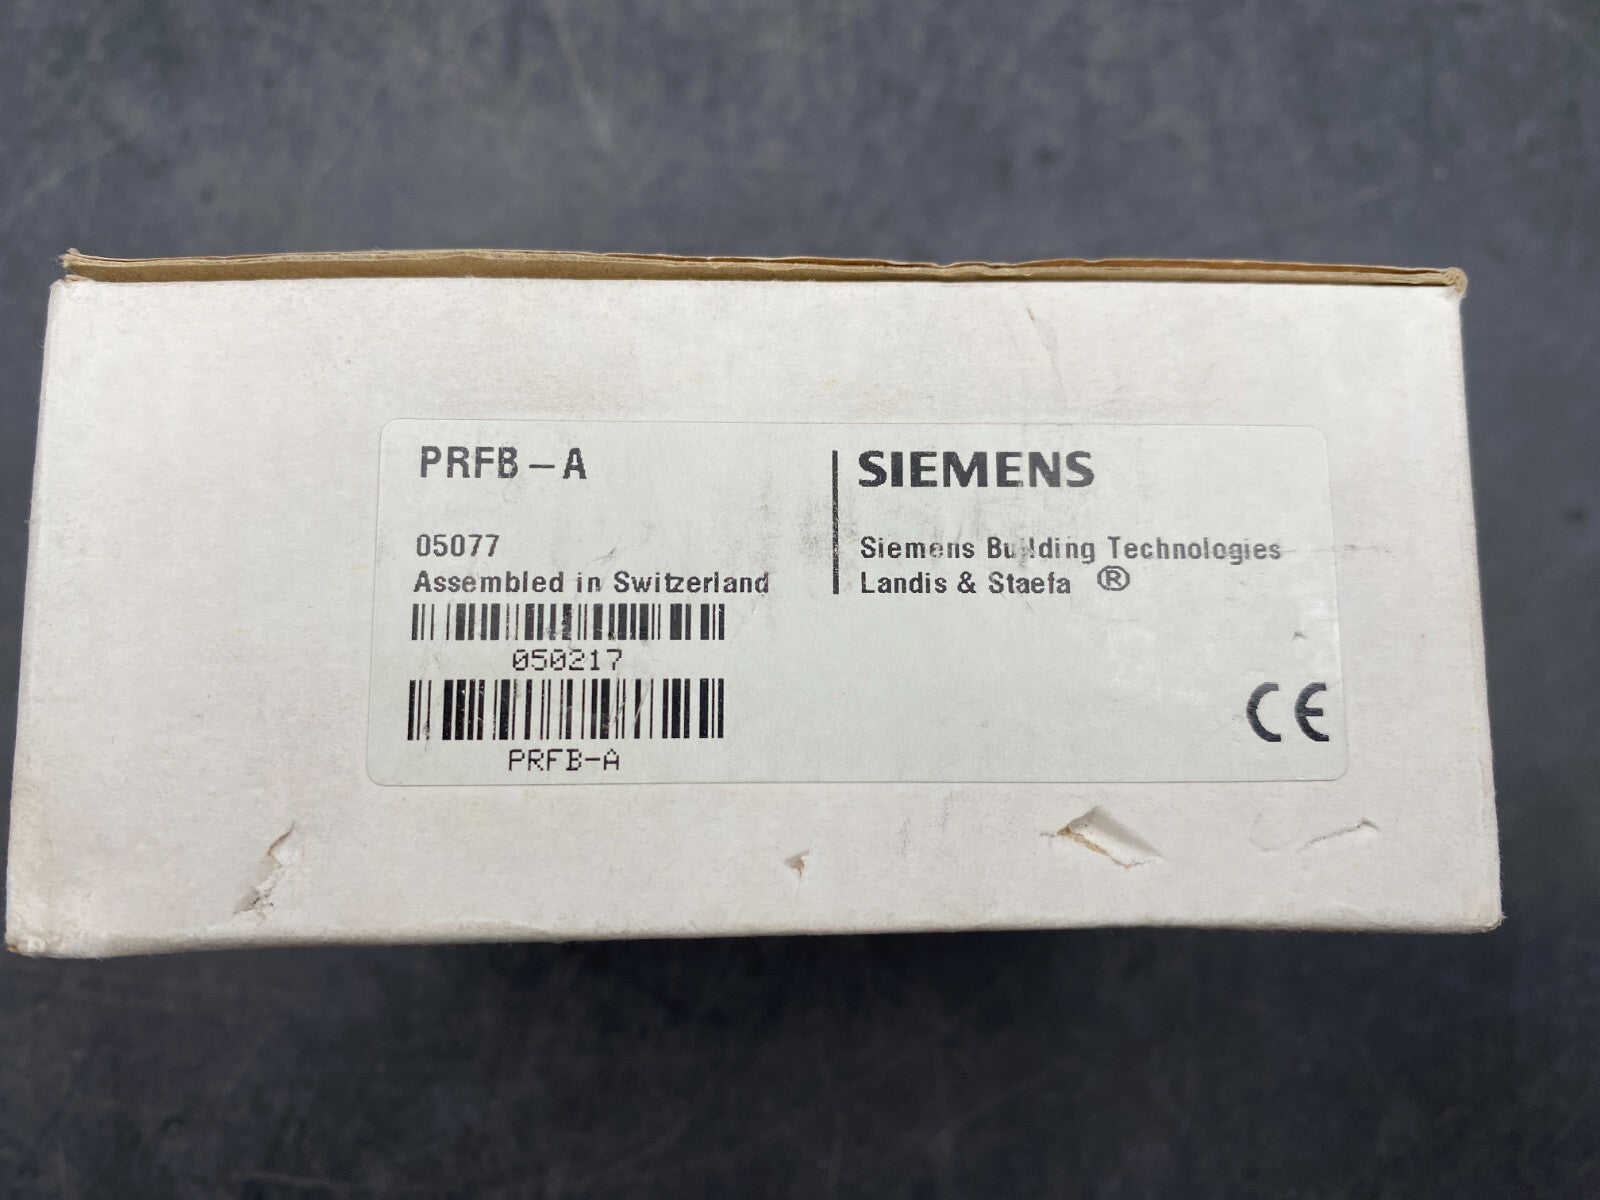 PRFB – A
05077
Assembled in Switzerland
050217
PRFB-A
SIEMENS
Siemens Building Technologies
Landis & Staefa ®
CE